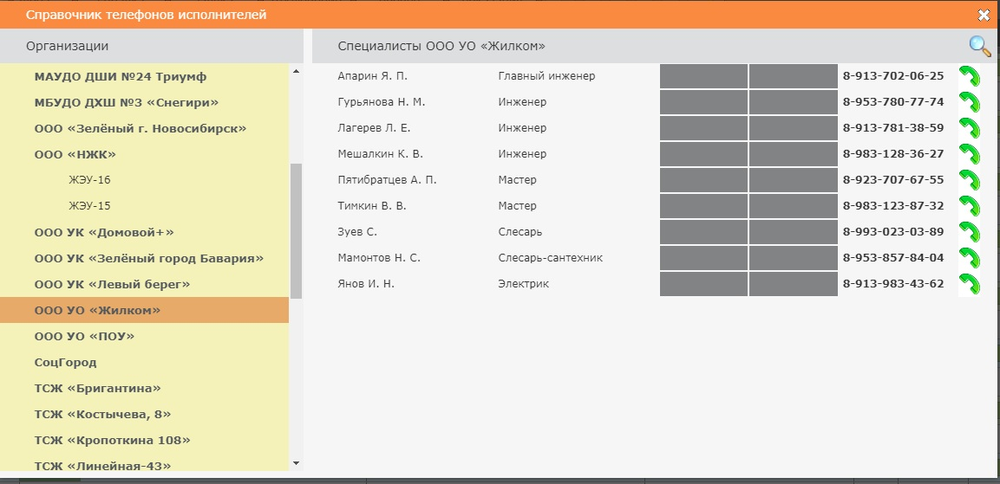 Справочник телефонов исполнителей
Организации
МАУДО ДШИ №24 Триумф
МБУДО ДХШ №3 «Снегири»
ООО «Зелёный г. Новосибирск»
ООО «НЖК»
ЖЭУ-16
ЖЭУ-15
ООО УК «Домовой+»
ООО УК «Зелёный город Бавария»
ООО УК «Левый берег»
ООО УО «Жилком»
ООО УО «ПОУ»
СоцГород
ТСЖ «Бригантина»
ТСЖ «Костычева, 8»
ТСЖ «Кропоткина 108»
ТСЖ «Линейная-43»
Специалисты ООО УО «Жилком»
Апарин Я. П. Главный инженер 8-913-702-06-25
Гурьянова Н. М. Инженер 8-953-780-77-74
Лагерев Л. Е. Инженер 8-913-781-38-59
Мешалкин К. В. Инженер 8-983-128-36-27
Пятибратцев А. П. Мастер 8-923-707-67-55
Тимкин В. В. Мастер 8-983-123-87-32
Зуев С. Слесарь 8-993-023-03-89
Мамонтов Н. С. Слесарь-сантехник 8-953-857-84-04
Янов И. Н. Электрик 8-913-983-43-62